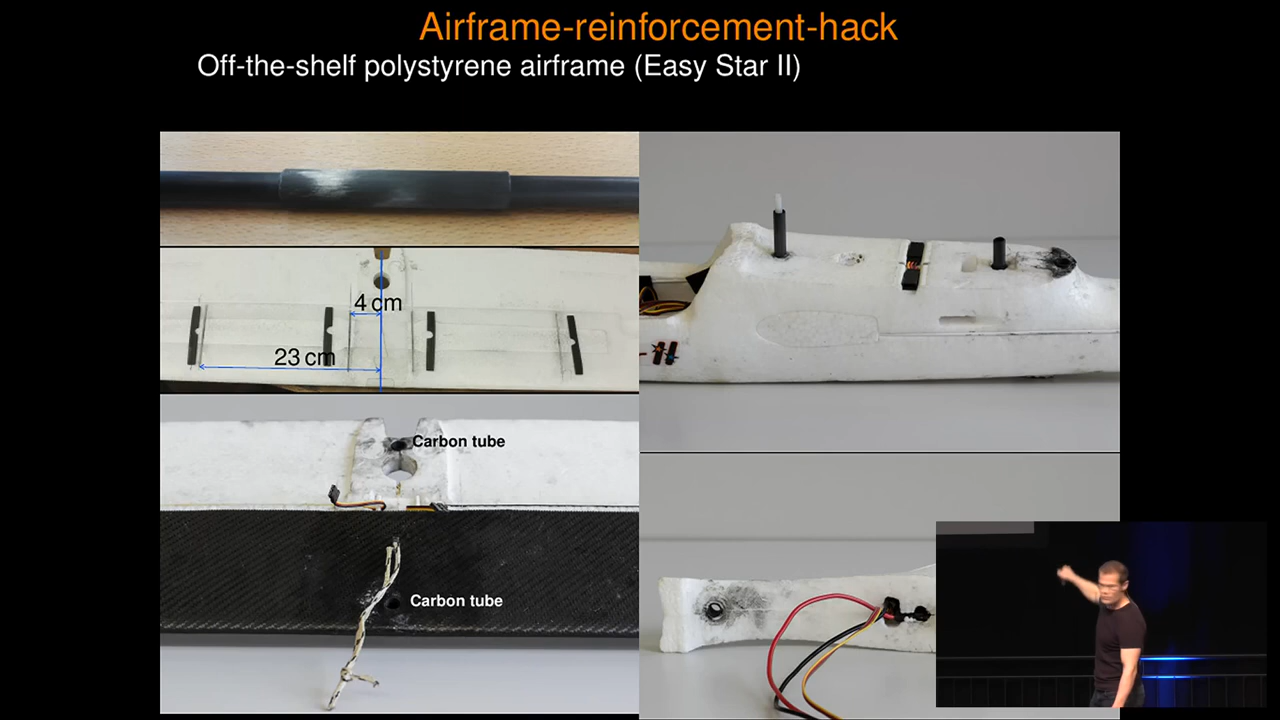 Airframe-reinforcement-hack
Off-the-shelf polystyrene airframe (Easy Star II)
4 cm
23 cm
Carbon tube
Carbon tube